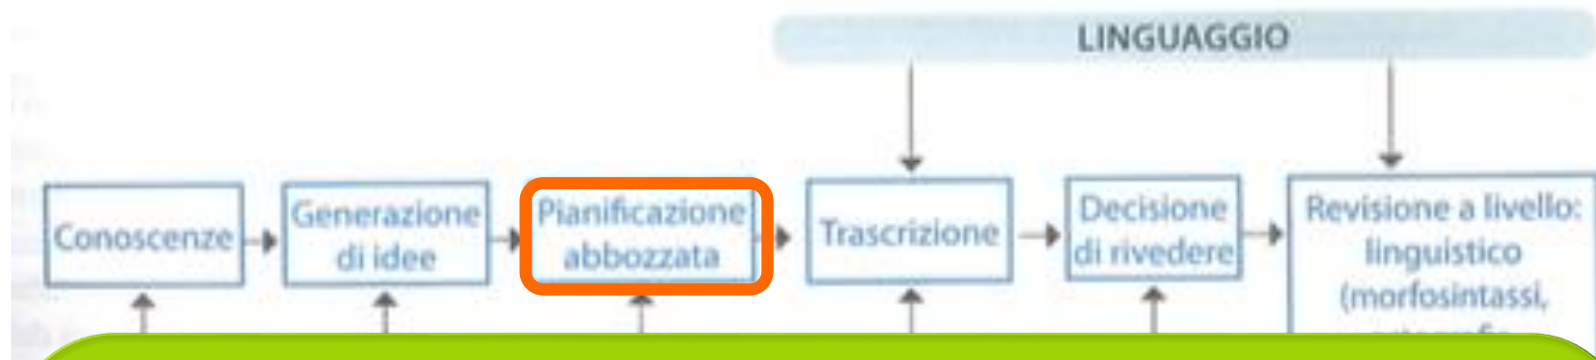 LINGUAGGIO
Conoscenze
Generazione
di idee
Pianificazione
abbozzata
Trascrizione
Decisione
di rivedere
Revisione a livello:
linguistico
(morfosintassi,